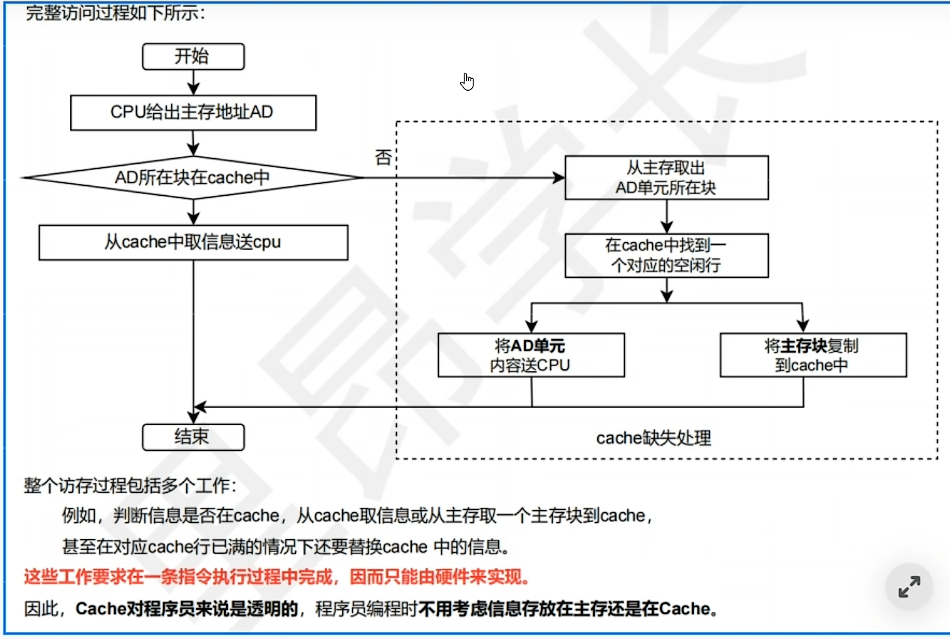 完整访问过程如下所示：
开始
CPU给出主存地址AD
AD所在块在cache中
否
从cache中取信息送cpu
从主存取出
AD单元所在块
在cache中找到一
个对应的空闲行
将AD单元
内容送CPU
将主存块复制
到cache中
cache缺失处理
结束
整个访存过程包括多个工作：
例如，判断信息是否在cache，从cache取信息或从主存取一个主存块到cache，
甚至在对应cache行已满的情况下还要替换cache 中的信息。
这些工作要求在一条指令执行过程中完成，因而只能由硬件来实现。
因此，Cache对程序员来说是透明的，程序员编程时不用考虑信息存放在主存还是在Cache。